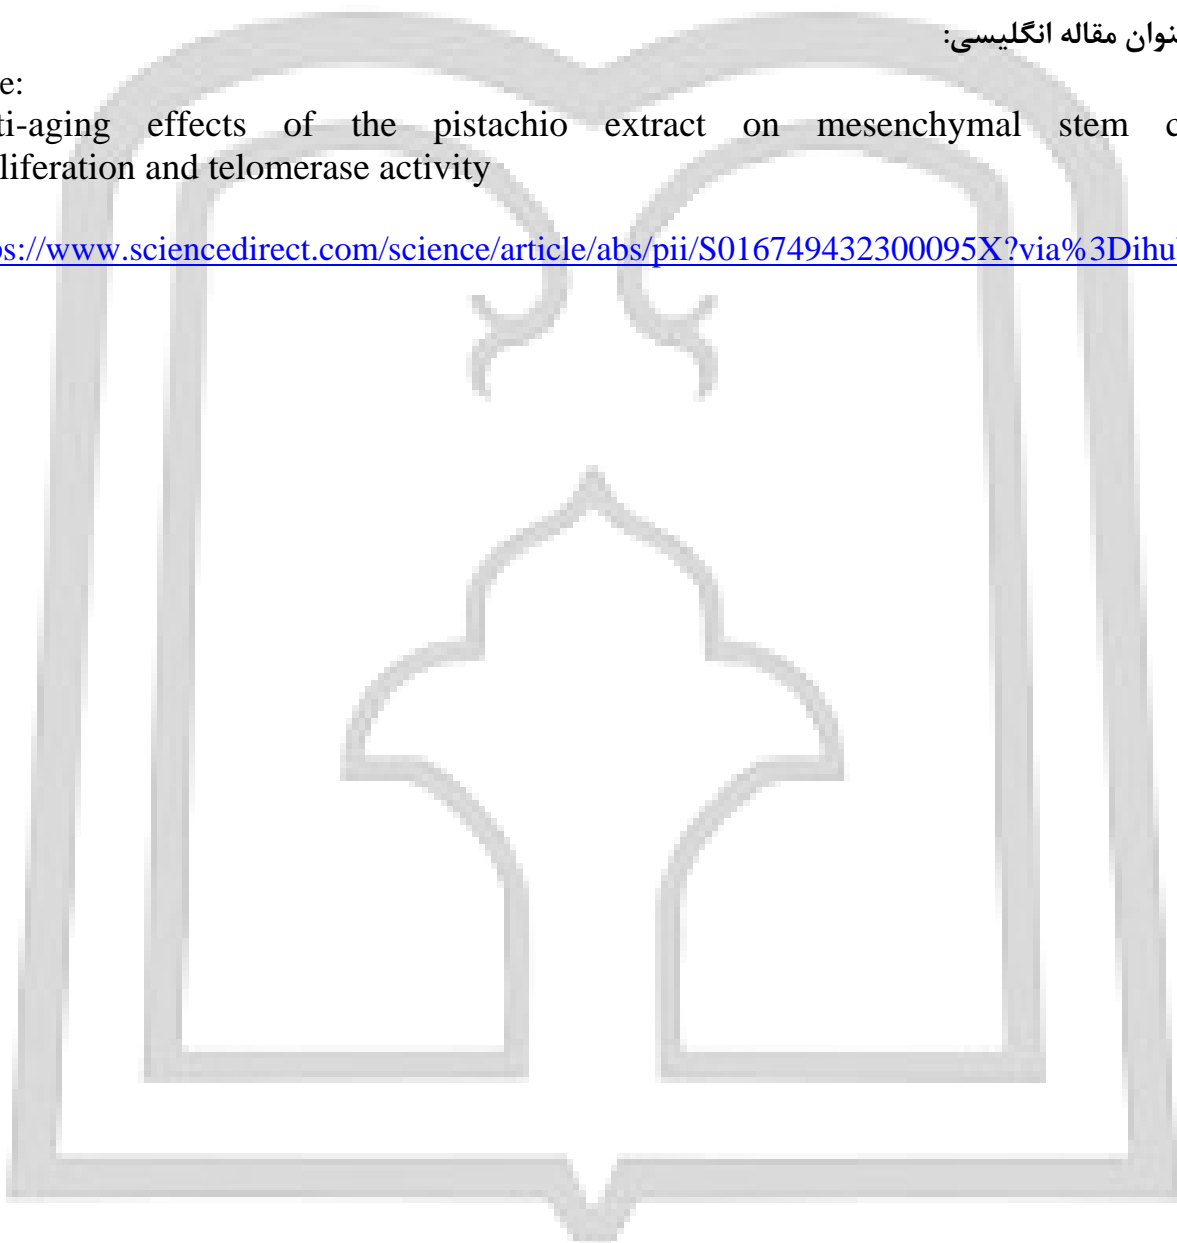 نوان مقاله انگلیسی:
e:
ti-aging effects of the pistachio extract on mesenchymal stem c
liferation and telomerase activity
os://www.sciencedirect.com/science/article/abs/pii/S016749432300095X?via%3Dihu